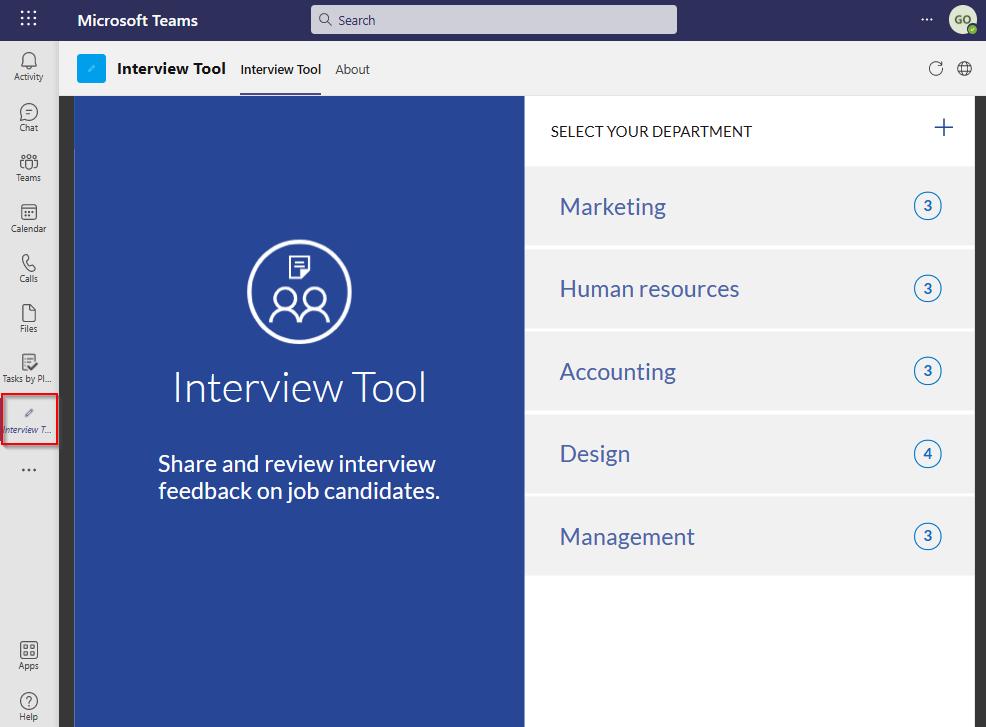 Microsoft Teams
Search
GO
Activity
Chat
Teams
Calendar
Calls
Files
Tasks by Pl...
Interview T...
Apps
Help
Interview Tool
Interview Tool
About
Interview Tool
Share and review interview
feedback on job candidates.
SELECT YOUR DEPARTMENT
Marketing 3
Human resources 3
Accounting 3
Design 4
Management 3